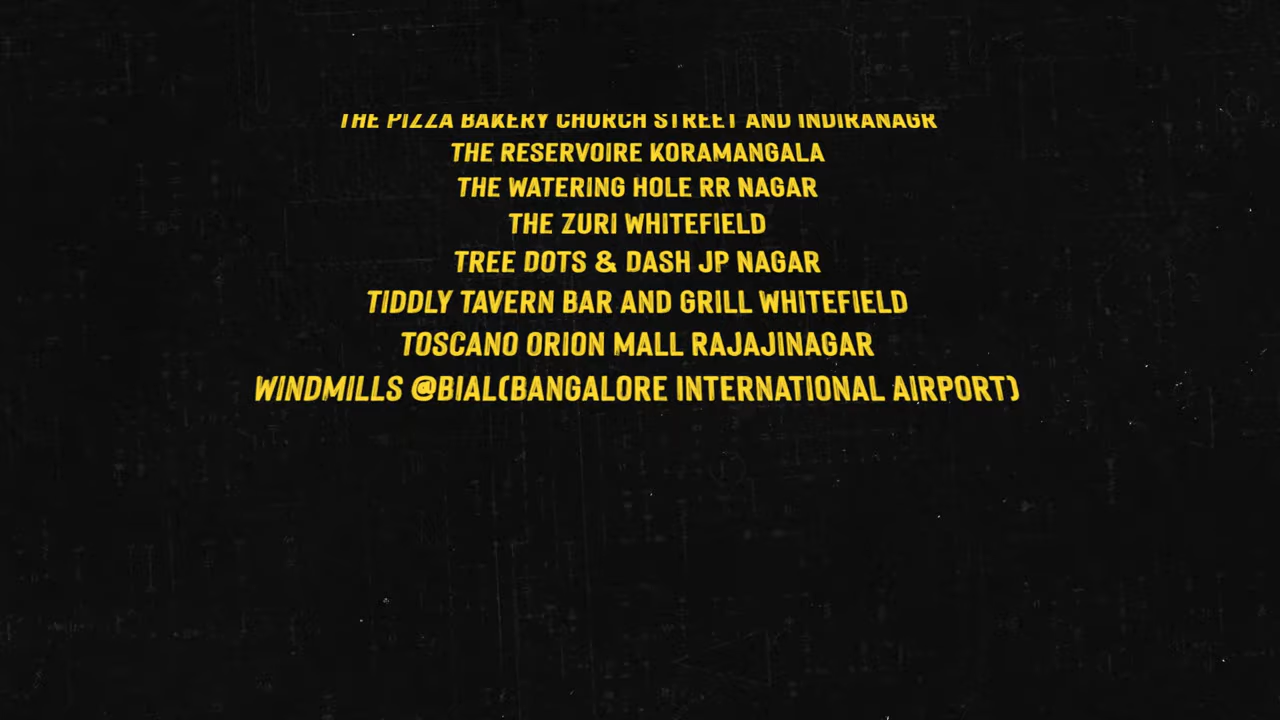 THE PIZZA BAKERY CHURCH STREET AND INDIRANAGR
THE RESERVOIRE KORAMANGALA
THE WATERING HOLE RR NAGAR
THE ZURI WHITEFIELD
TREE DOTS & DASH JP NAGAR
TIDDLY TAVERN BAR AND GRILL WHITEFIELD
TOSCANO ORION MALL RAJAJINAGAR
WINDMILLS @BIAL(BANGALORE INTERNATIONAL AIRPORT)